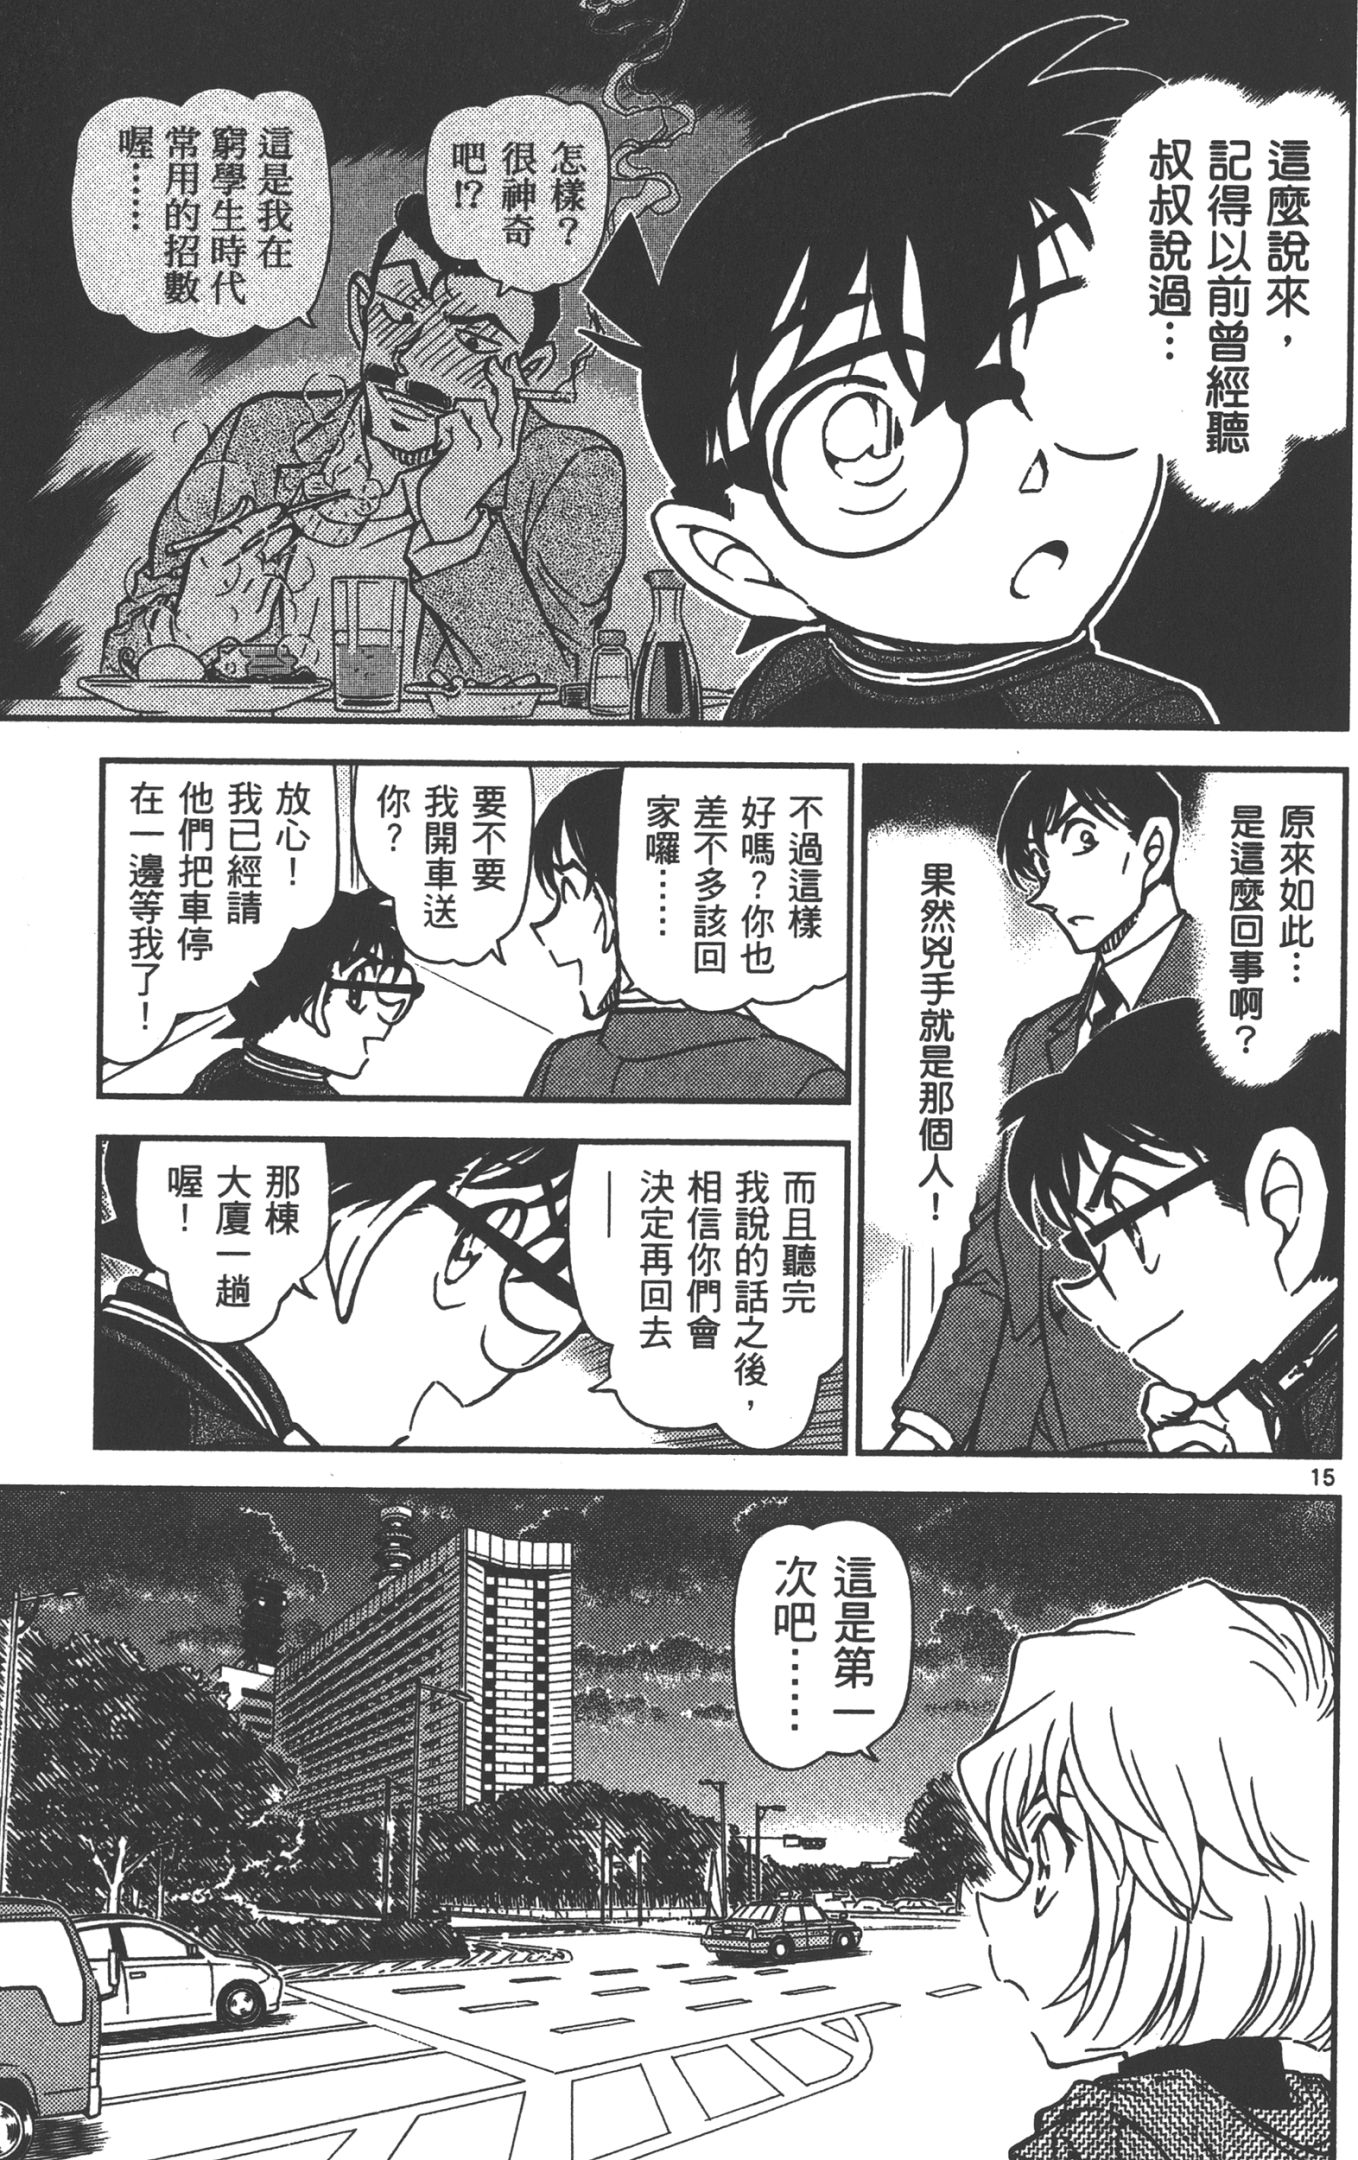 這麼說來，
記得以前曾經聽
叔叔說過…
怎樣？
很神奇
吧!?
這是我在
窮學生時代
常用的招數
喔……
原來如此…
是這麼回事啊？
果然兇手就是那個人！
不過這樣
好嗎？你也
差不多該回
家囉……
要不要
我開車送
你？
放心！
我已經請
他們把車停
在一邊等我了！
而且聽完
我說的話之後，
相信你們會
決定再回去
——
那棟
大廈一趟
喔！
15
這是第一
次吧……